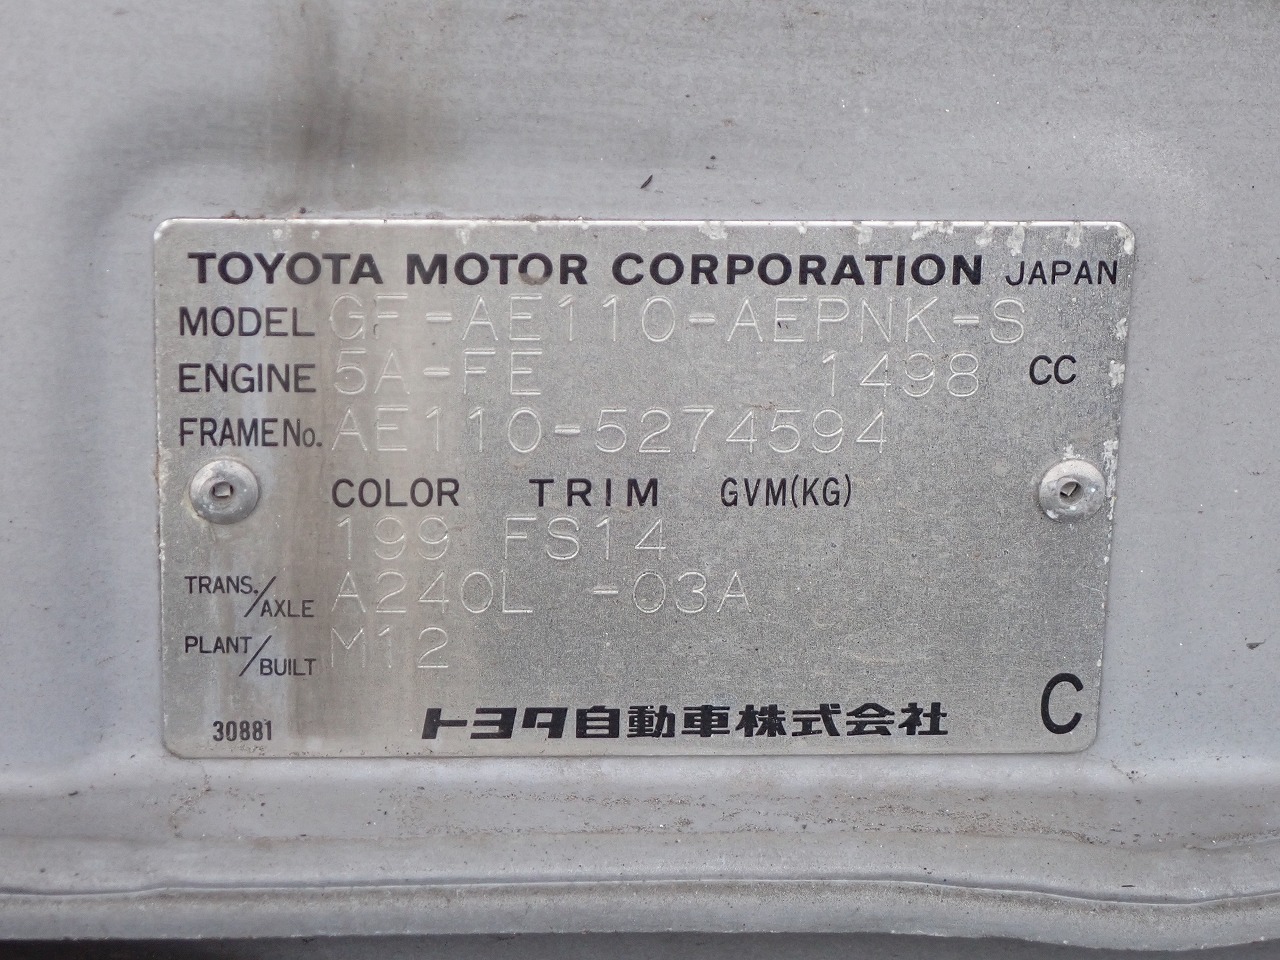 TOYOTA MOTOR CORPORATION JAPAN
MODEL GF-AE110-AEPNK-S
ENGINE 5A-FE 1498 CC
FRAME No. AE110-5274594
COLOR TRIM GVM(KG)
199 FS14
TRANS./AXLE A240L -03A
PLANT/BUILT M12
30881 トヨタ自動車株式会社 C